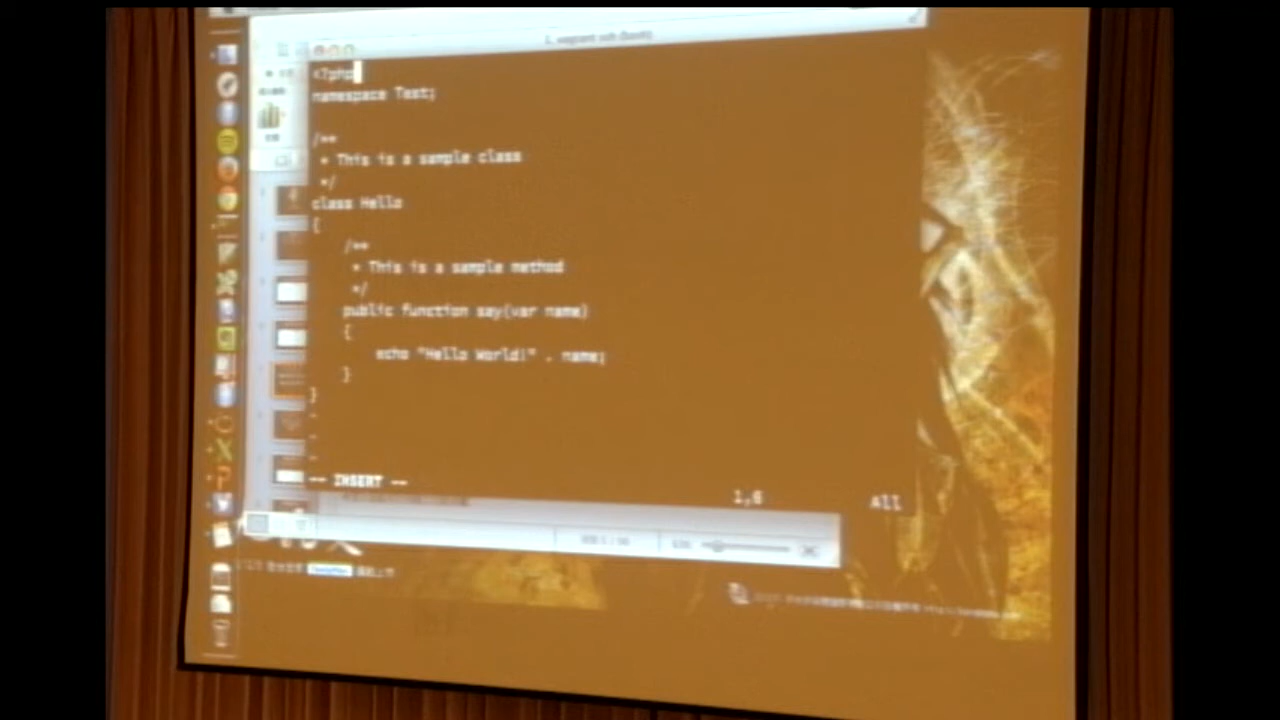 <?php
namespace Test;
/**
* This is a sample class
*/
class Hello
{
/**
* This is a sample method
*/
public function say(var name)
{
echo "Hello World!" . name;
}
}
~
~
~
-- INSERT --
1,6
All